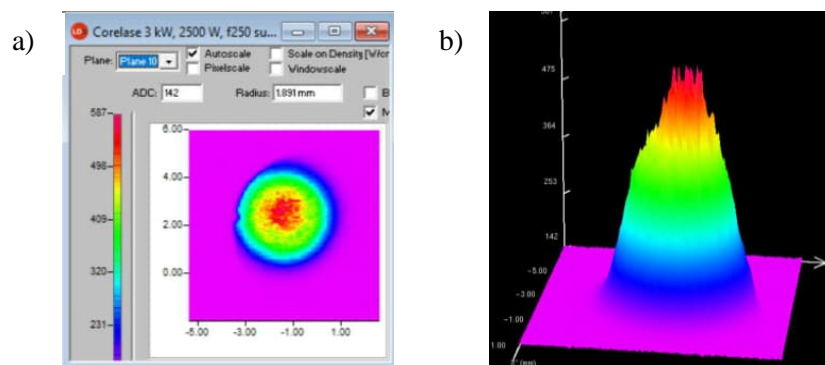 a)
Corelase 3 kW, 2500 W, f250 su...
Plane: Plane 10
Autoscale
Pixelscale
Scale on Density
Windowscale
ADC: 142
Radius: 1.891 mm
B
M
587
498
409
320
231
6.00
4.00
2.00
0.00
-5.00 -3.00 -1.00 1.00
b)
475
364
253
142
-5.00
-3.00
-1.00
1.00